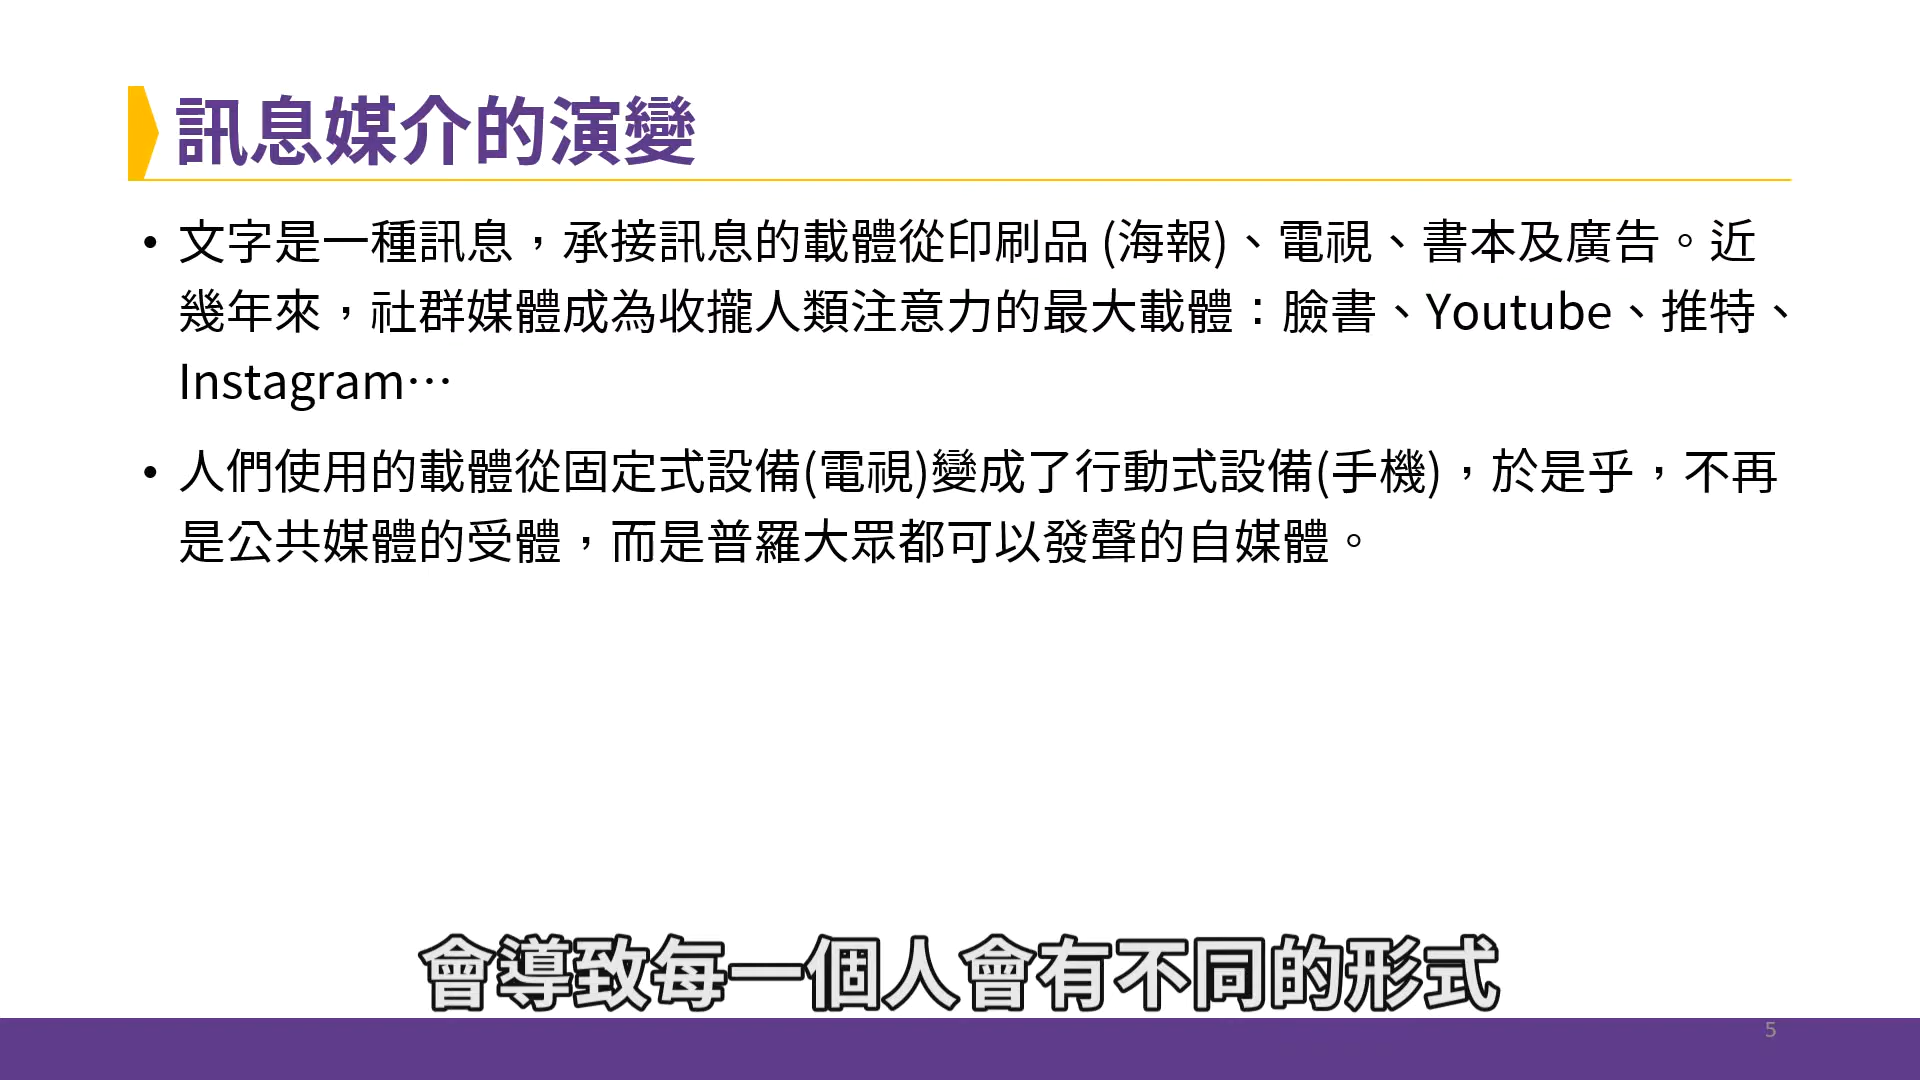 訊息媒介的演變
• 文字是一種訊息，承接訊息的載體從印刷品 (海報)、電視、書本及廣告。近
幾年來，社群媒體成為收攏人類注意力的最大載體：臉書、Youtube、推特、
Instagram…
• 人們使用的載體從固定式設備(電視)變成了行動式設備(手機)，於是乎，不再
是公共媒體的受體，而是普羅大眾都可以發聲的自媒體。
會導致每一個人會有不同的形式
5